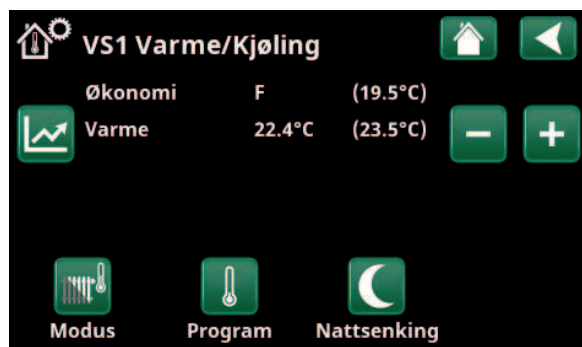 VS1 Varme/Kjøling
Økonomi F (19.5°C)
Varme 22.4°C (23.5°C)
Modus Program Nattsenking